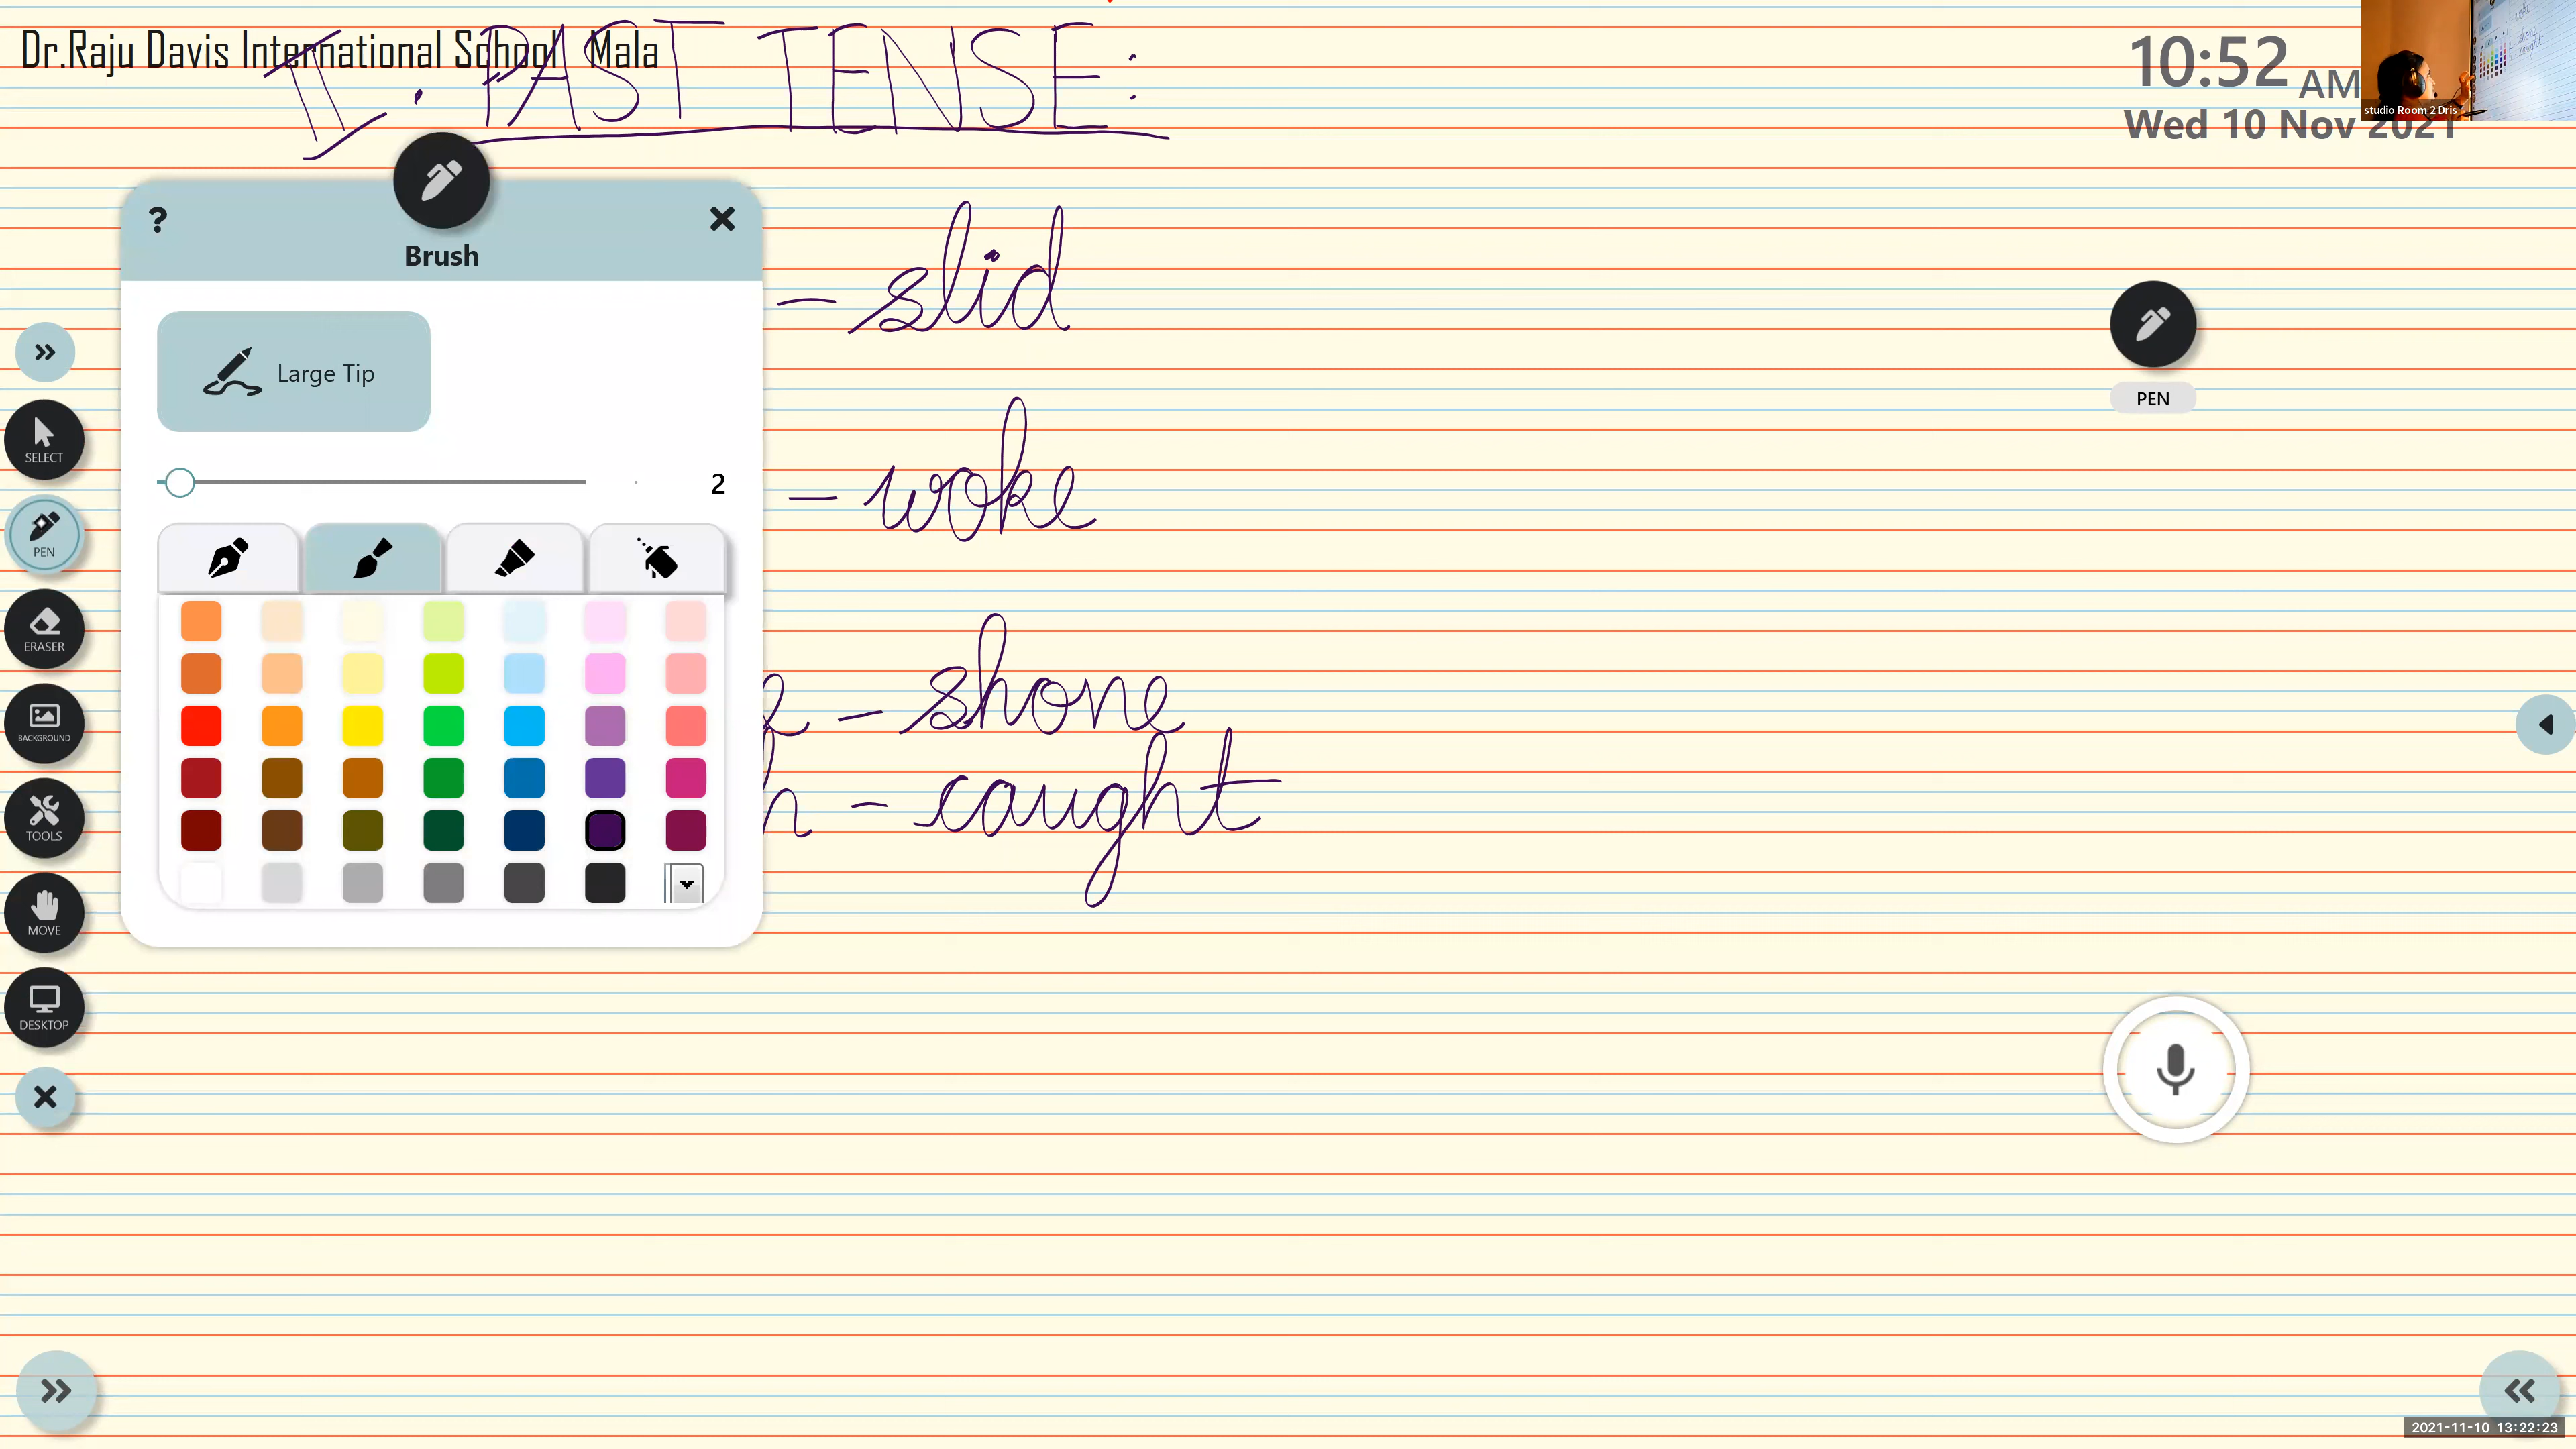 Dr.Raju Davis International School Mala
II. PAST TENSE:
10:52 AM
Wed 10 Nov 2021
studio Room 2 Dris
?
Brush
Large Tip
2
– slid
– woke
e – shone
h – caught
SELECT
PEN
ERASER
BACKGROUND
TOOLS
MOVE
DESKTOP
PEN
2021-11-10 13:22:23